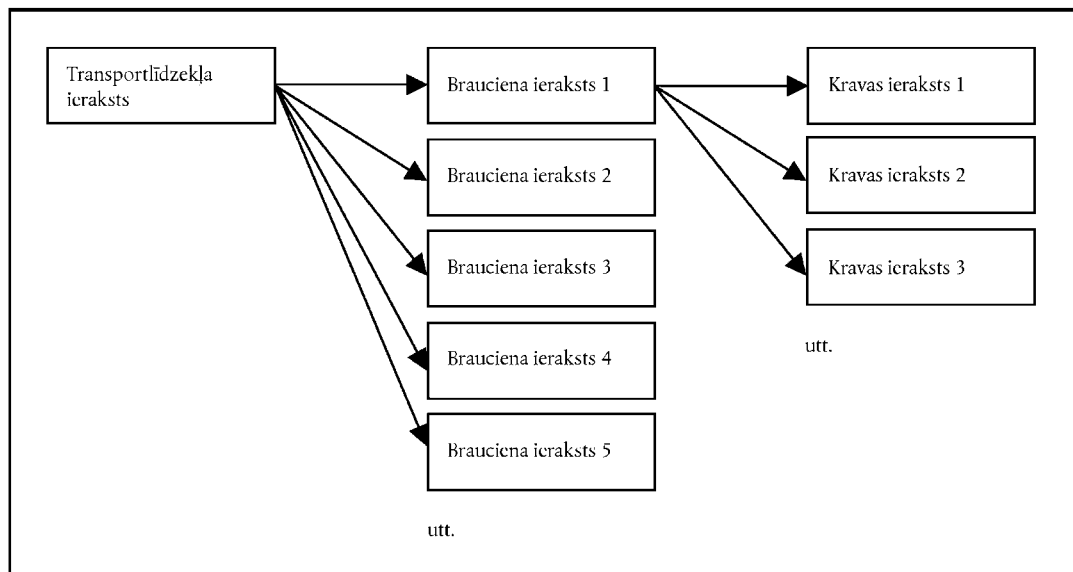 Transportlīdzekļa
ieraksts
Brauciena ieraksts 1
Brauciena ieraksts 2
Brauciena ieraksts 3
Brauciena ieraksts 4
Brauciena ieraksts 5
utt.
Kravas ieraksts 1
Kravas ieraksts 2
Kravas ieraksts 3
utt.